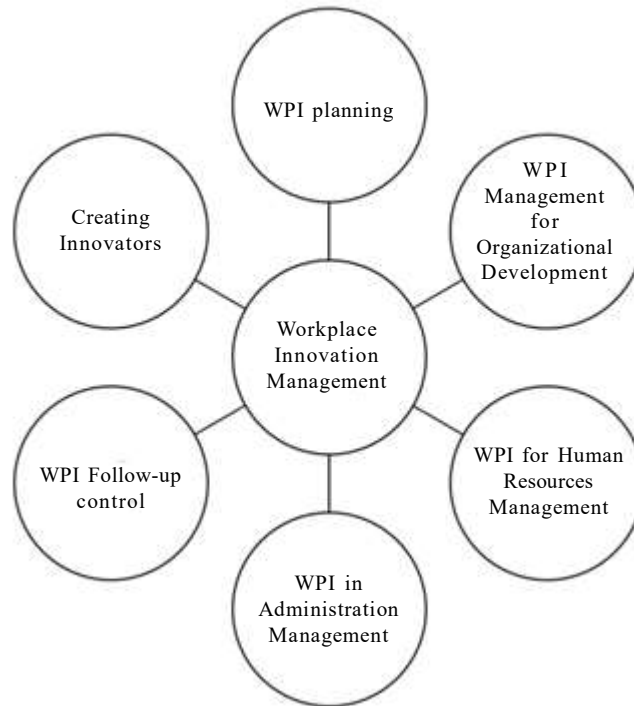 WPI planning
WPI
Management
for
Organizational
Development
Creating
Innovators
Workplace
Innovation
Management
WPI Follow-up
control
WPI for Human
Resources
Management
WPI in
Administration
Management